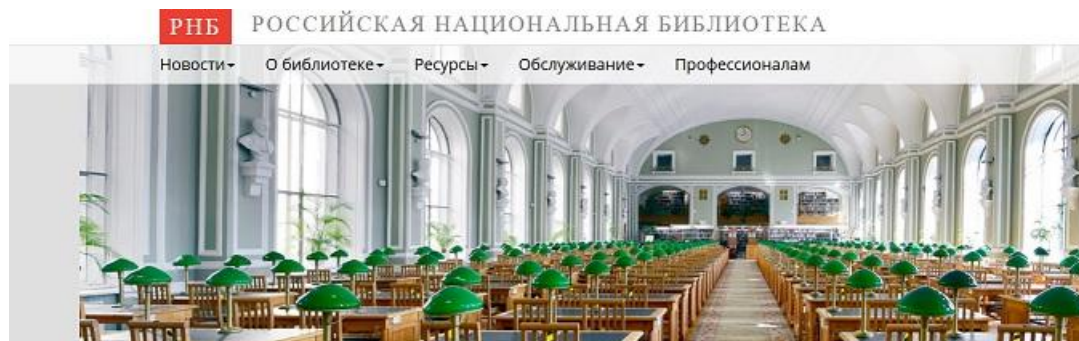 РНБ РОССИЙСКАЯ НАЦИОНАЛЬНАЯ БИБЛИОТЕКА
Новости О библиотеке Ресурсы Обслуживание Профессионалам